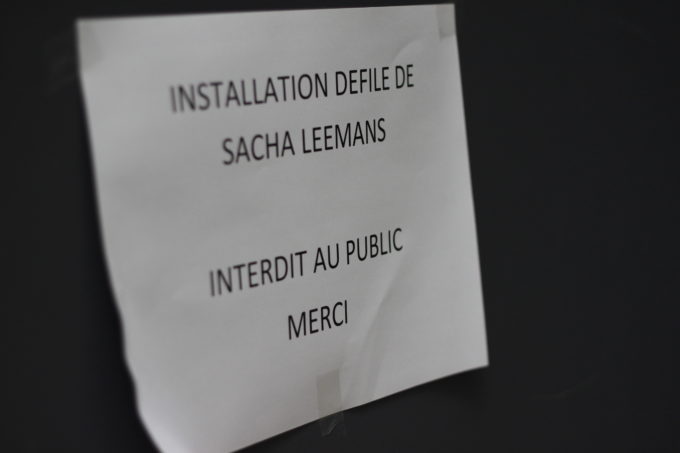 INSTALLATION DEFILE DE
SACHA LEEMANS
INTERDIT AU PUBLIC
MERCI